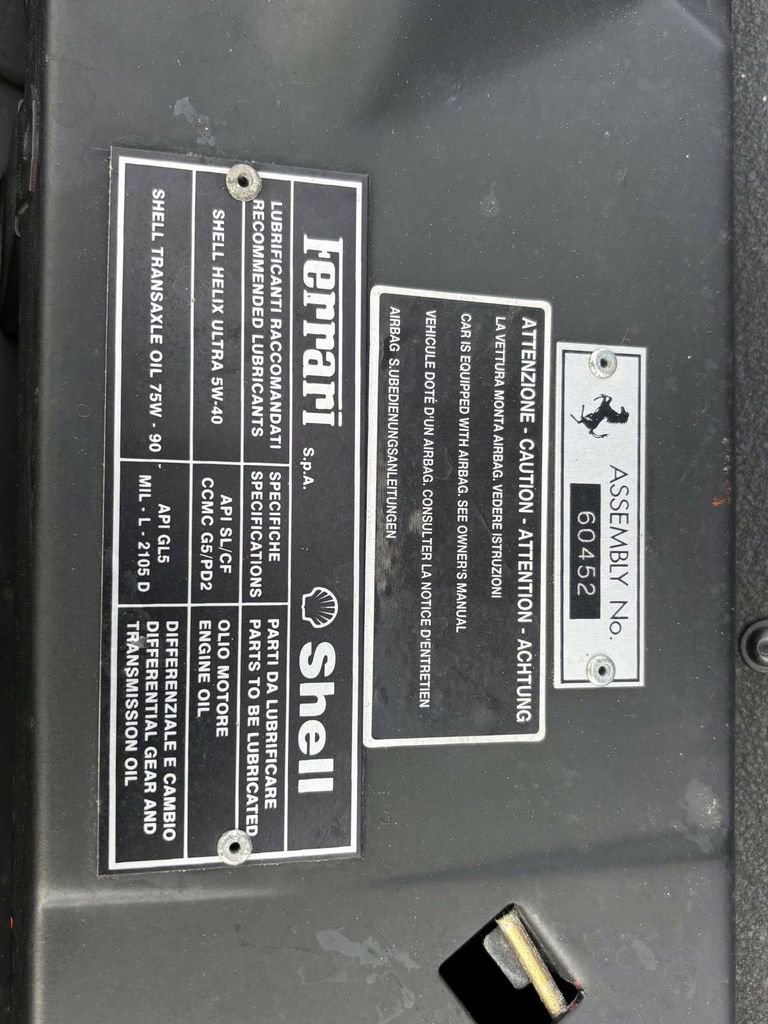 ASSEMBLY No.
60452
ATTENZIONE - CAUTION - ATTENTION - ACHTUNG
LA VETTURA MONTA AIRBAG. VEDERE ISTRUZIONI
CAR IS EQUIPPED WITH AIRBAG. SEE OWNER'S MANUAL
VEHICULE DOTÉ D'UN AIRBAG. CONSULTER LA NOTICE D'ENTRETIEN
AIRBAG S.UBEDIENUNGSANLEITUNGEN
Ferrari S.p.A. Shell
LUBRIFICANTI RACCOMANDATI
RECOMMENDED LUBRICANTS
SPECIFICHE
SPECIFICATIONS
PARTI DA LUBRIFICARE
PARTS TO BE LUBRICATED
SHELL HELIX ULTRA 5W-40
API SL/CF
CCMC G5/PD2
OLIO MOTORE
ENGINE OIL
SHELL TRANSAXLE OIL 75W - 90
API GL5
MIL - L - 2105 D
DIFFERENZIALE E CAMBIO
DIFFERENTIAL GEAR AND
TRANSMISSION OIL